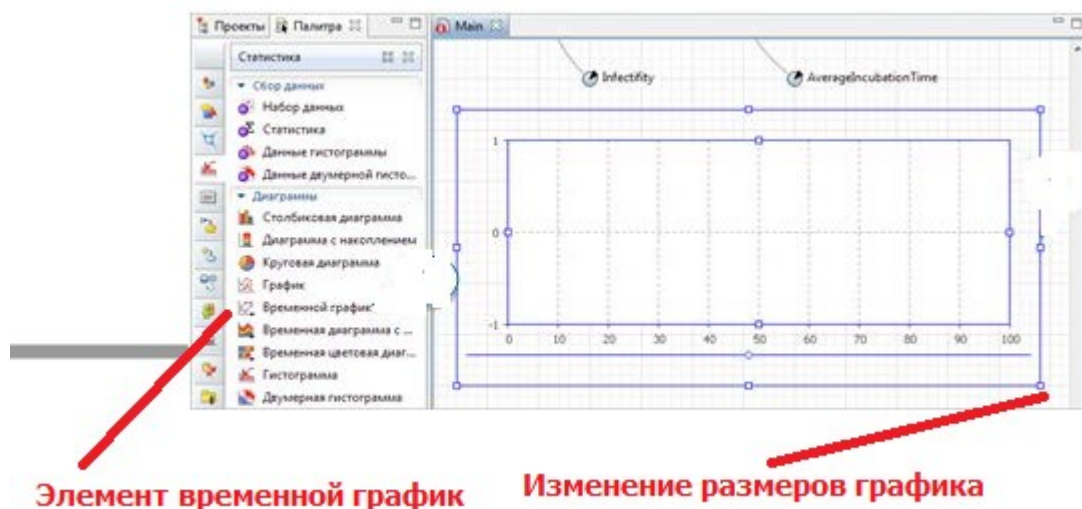 Проекты Палитра Main
Статистика
Сбор данных
Набор данных
Статистика
Данные гистограммы
Данные двумерной гисто...
Диаграммы
Столбиковая диаграмма
Диаграмма с накоплением
Круговая диаграмма
График
Временной график
Временная диаграмма с ...
Временная цветовая диаг...
Гистограмма
Двумерная гистограмма
Infectifity AverageIncubationTime
1
0
-1
0 10 20 30 40 50 60 70 80 90 100
Элемент временной график
Изменение размеров графика